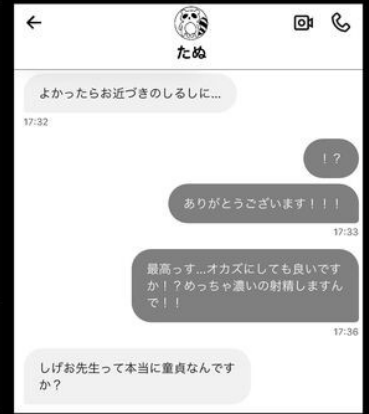 たぬ
よかったらお近づきのしるしに…
17:32
！？
ありがとうございます！！！
17:33
最高っす…オカズにしても良いです
か！？めっちゃ濃いの射精しますん
で！！
17:36
しげお先生って本当に童貞なんです
か？